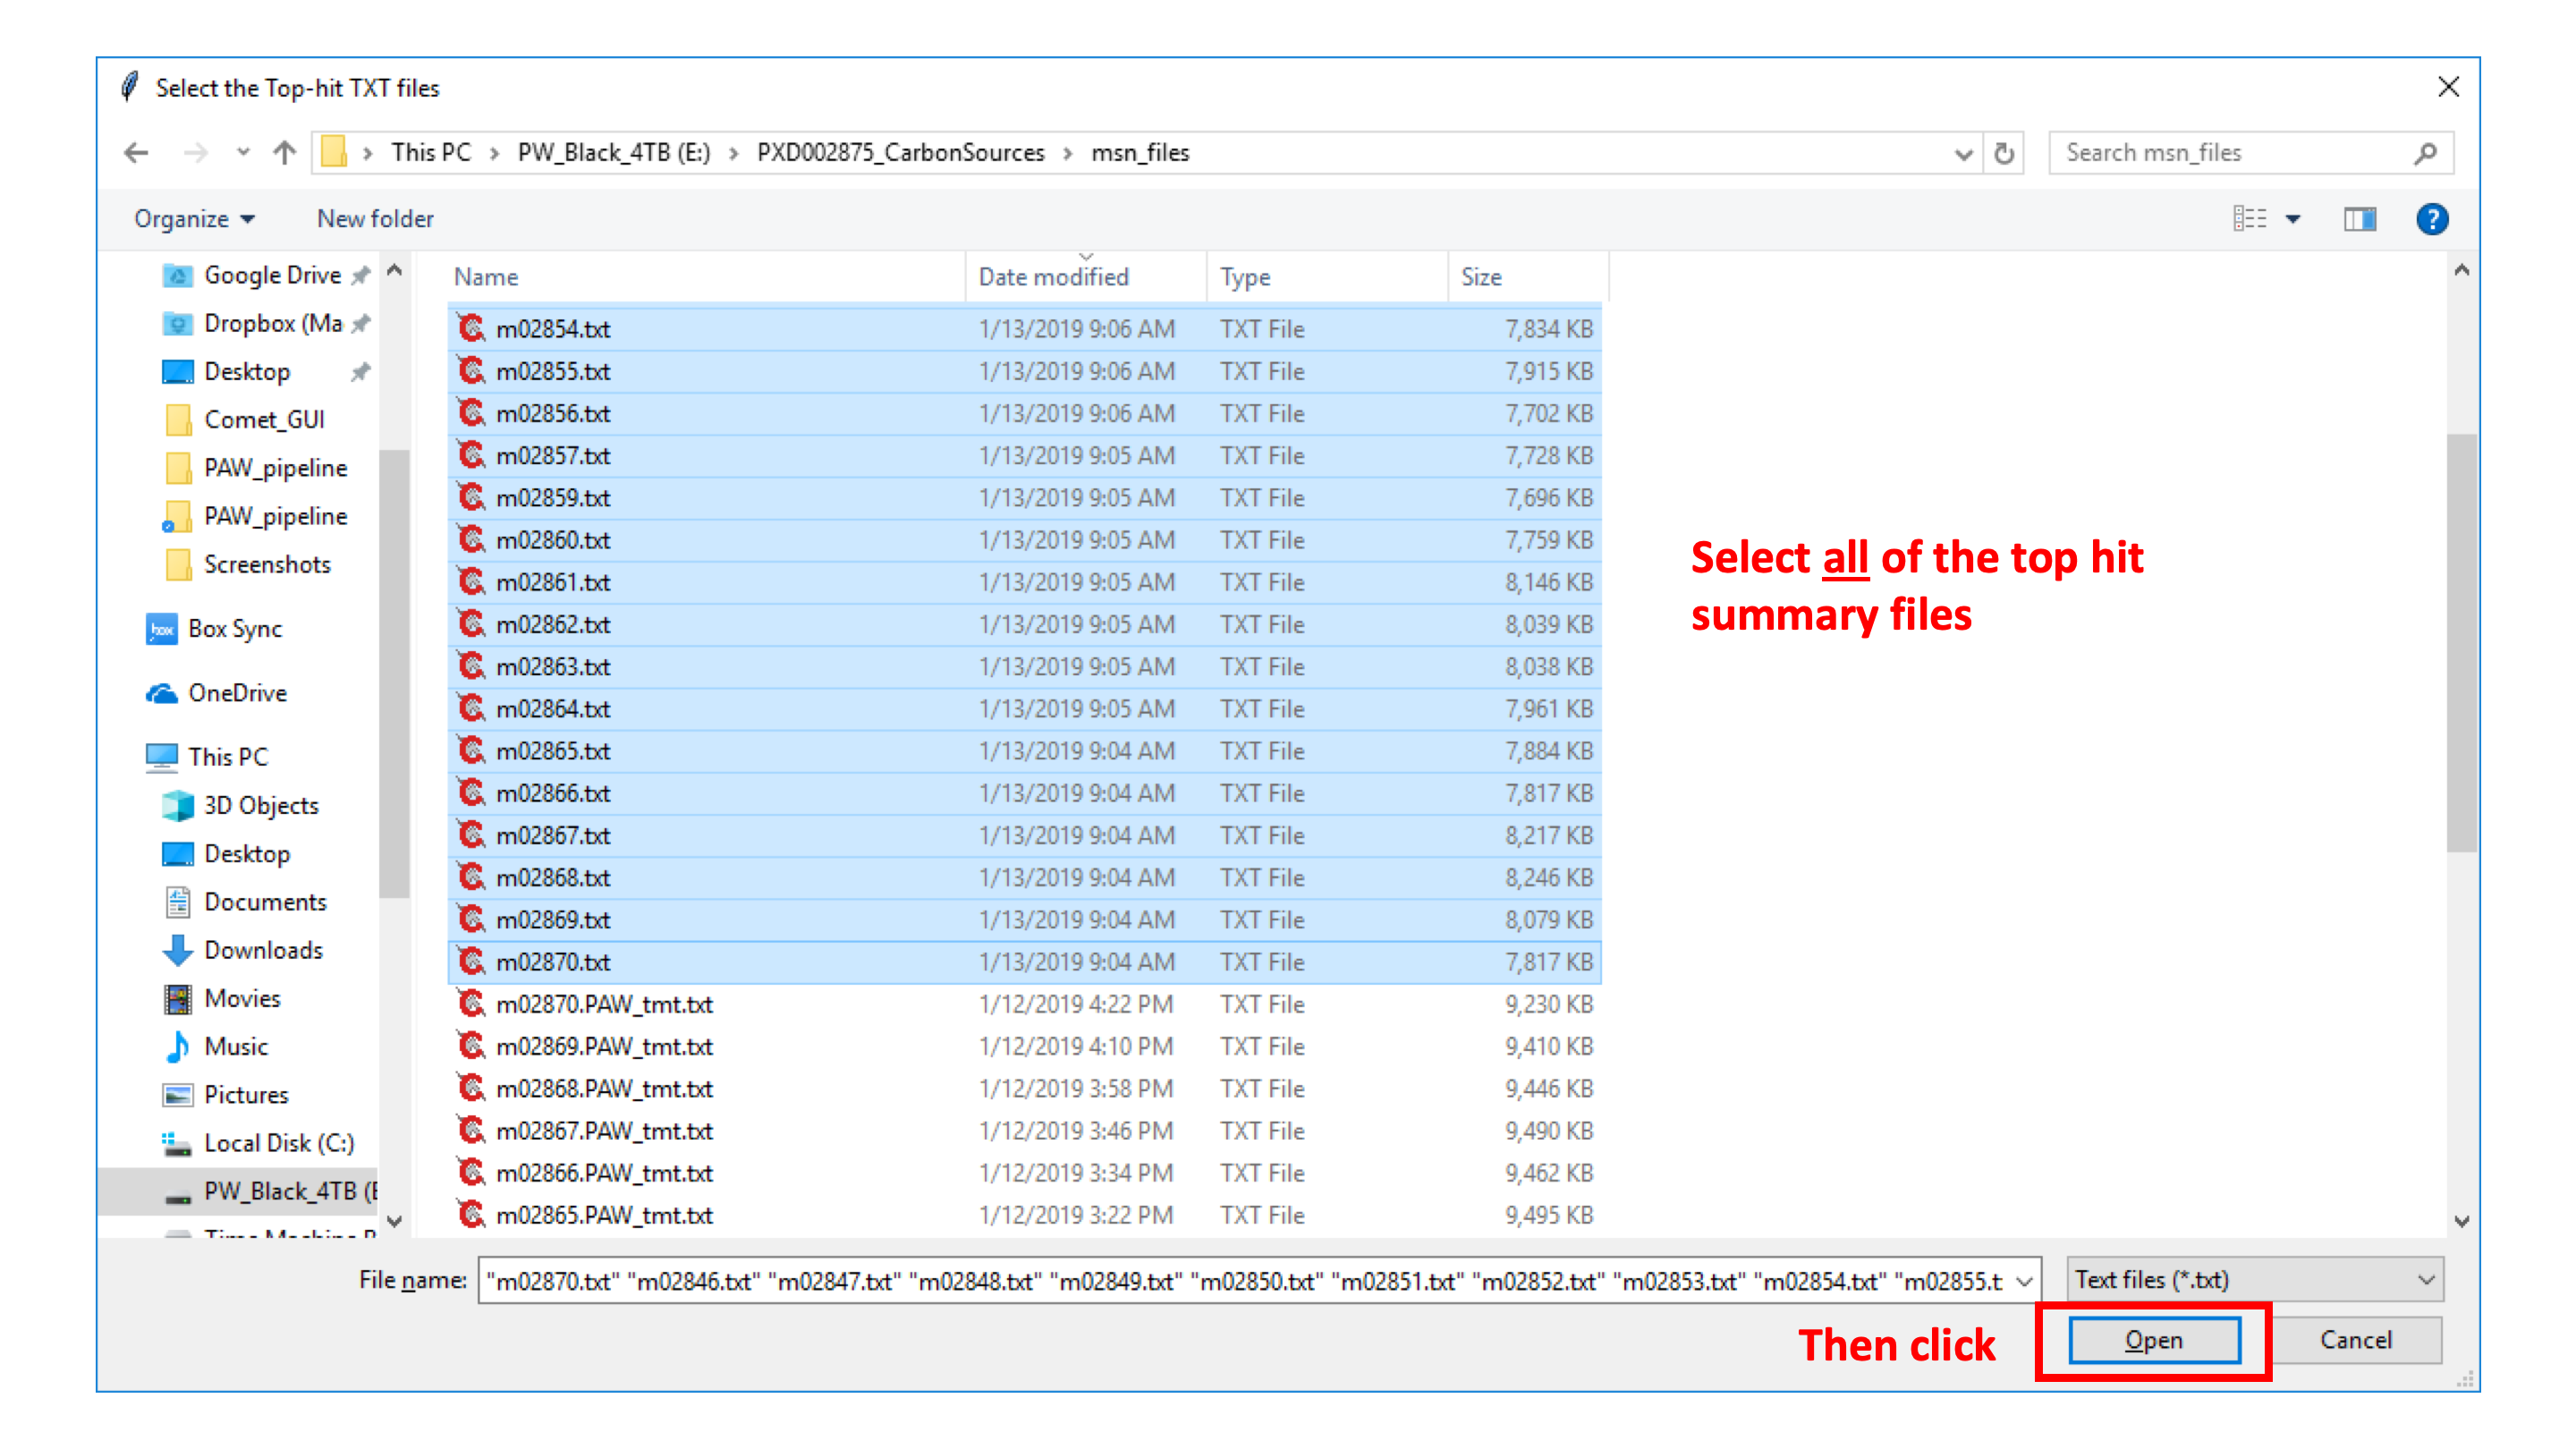 Select the Top-hit TXT files
This PC > PW_Black_4TB (E:) > PXD002875_CarbonSources > msn_files
Search msn_files
Organize
New folder
Google Drive
Dropbox (Ma
Desktop
Comet_GUI
PAW_pipeline
PAW_pipeline
Screenshots
Box Sync
OneDrive
This PC
3D Objects
Desktop
Documents
Downloads
Movies
Music
Pictures
Local Disk (C:)
PW_Black_4TB (E
Name Date modified Type Size
m02854.txt 1/13/2019 9:06 AM TXT File 7,834 KB
m02855.txt 1/13/2019 9:06 AM TXT File 7,915 KB
m02856.txt 1/13/2019 9:06 AM TXT File 7,702 KB
m02857.txt 1/13/2019 9:05 AM TXT File 7,728 KB
m02859.txt 1/13/2019 9:05 AM TXT File 7,696 KB
m02860.txt 1/13/2019 9:05 AM TXT File 7,759 KB
m02861.txt 1/13/2019 9:05 AM TXT File 8,146 KB
m02862.txt 1/13/2019 9:05 AM TXT File 8,039 KB
m02863.txt 1/13/2019 9:05 AM TXT File 8,038 KB
m02864.txt 1/13/2019 9:05 AM TXT File 7,961 KB
m02865.txt 1/13/2019 9:04 AM TXT File 7,884 KB
m02866.txt 1/13/2019 9:04 AM TXT File 7,817 KB
m02867.txt 1/13/2019 9:04 AM TXT File 8,217 KB
m02868.txt 1/13/2019 9:04 AM TXT File 8,246 KB
m02869.txt 1/13/2019 9:04 AM TXT File 8,079 KB
m02870.txt 1/13/2019 9:04 AM TXT File 7,817 KB
m02870.PAW_tmt.txt 1/12/2019 4:22 PM TXT File 9,230 KB
m02869.PAW_tmt.txt 1/12/2019 4:10 PM TXT File 9,410 KB
m02868.PAW_tmt.txt 1/12/2019 3:58 PM TXT File 9,446 KB
m02867.PAW_tmt.txt 1/12/2019 3:46 PM TXT File 9,490 KB
m02866.PAW_tmt.txt 1/12/2019 3:34 PM TXT File 9,462 KB
m02865.PAW_tmt.txt 1/12/2019 3:22 PM TXT File 9,495 KB
Select all of the top hit
summary files
File name: "m02870.txt" "m02846.txt" "m02847.txt" "m02848.txt" "m02849.txt" "m02850.txt" "m02851.txt" "m02852.txt" "m02853.txt" "m02854.txt" "m02855.t
Text files (*.txt)
Then click
Open
Cancel